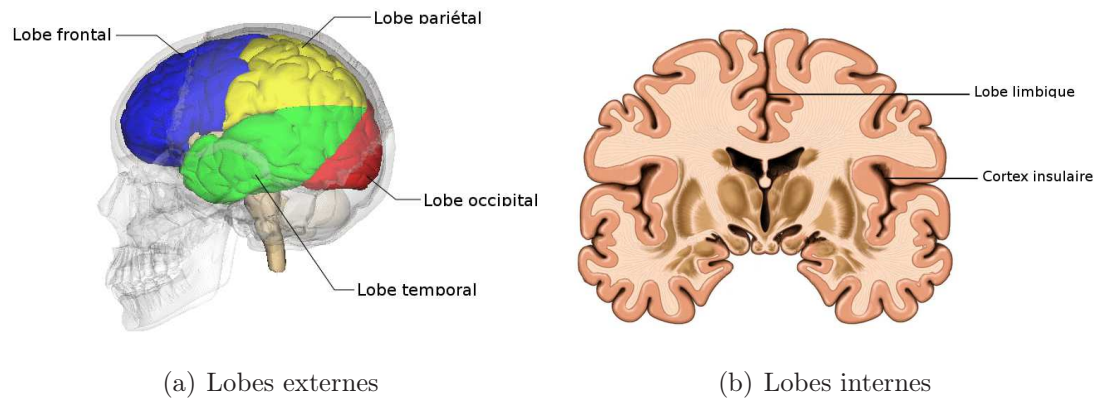 Lobe pariétal
Lobe frontal
Lobe occipital
Lobe temporal
Lobe limbique
Cortex insulaire
(a) Lobes externes
(b) Lobes internes